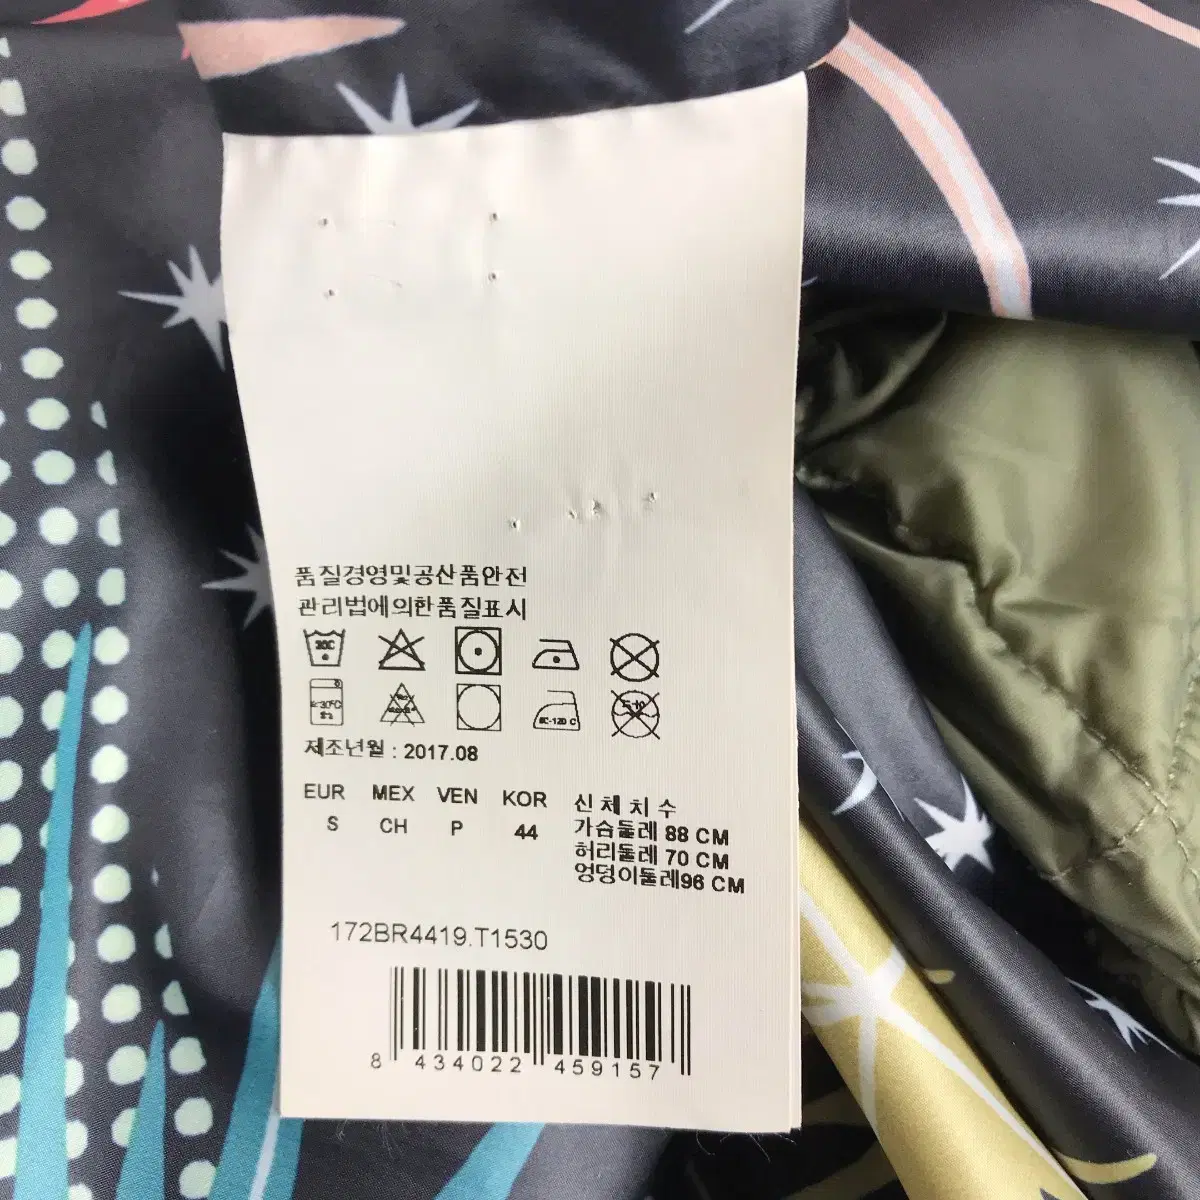 품질경영및공산품안전
관리법에의한품질표시
제조년월 : 2017.08
EUR MEX VEN KOR
S CH P 44
신체치수
가슴둘레 88 CM
허리둘레 70 CM
엉덩이둘레96 CM
172BR4419.T1530
8 434022 459157